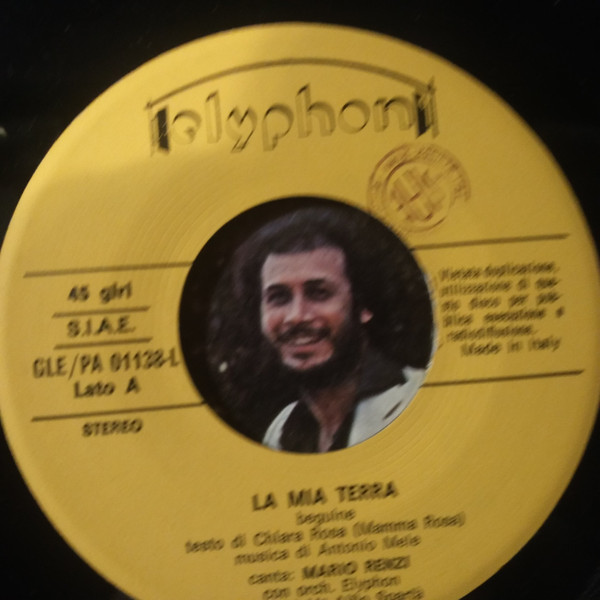 elyphon
45 giri
S.I.A.E.
CLE/PA 01138-L
Lato A
STEREO
Vietata duplicazione,
utilizzazione di que-
sto disco per pub-
blica esecuzione e
radiodiffusione.
Made in Italy
LA MIA TERRA
beguine
testo di Chiara Rosa (Mamma Rosa)
musica di Antonio Mele
canta: MARIO RENZI
con orch. Elyphon